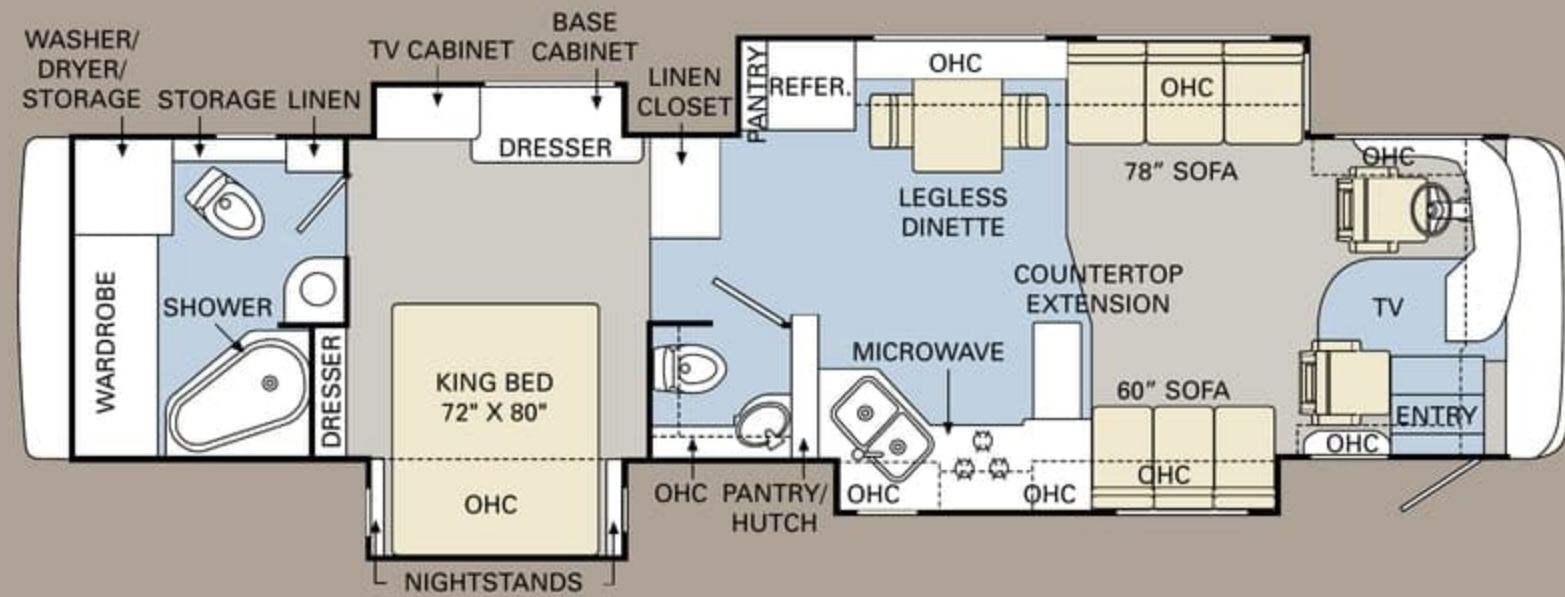 WASHER/
DRYER/
STORAGE
STORAGE
LINEN
TV CABINET
BASE
CABINET
DRESSER
LINEN
CLOSET
PANTRY
REFER.
OHC
OHC
78" SOFA
OHC
LEGLESS
DINETTE
WARDROBE
SHOWER
DRESSER
KING BED
72" X 80"
OHC
NIGHTSTANDS
OHC
PANTRY/
HUTCH
MICROWAVE
COUNTERTOP
EXTENSION
OHC
OHC
60" SOFA
OHC
TV
ENTRY
OHC